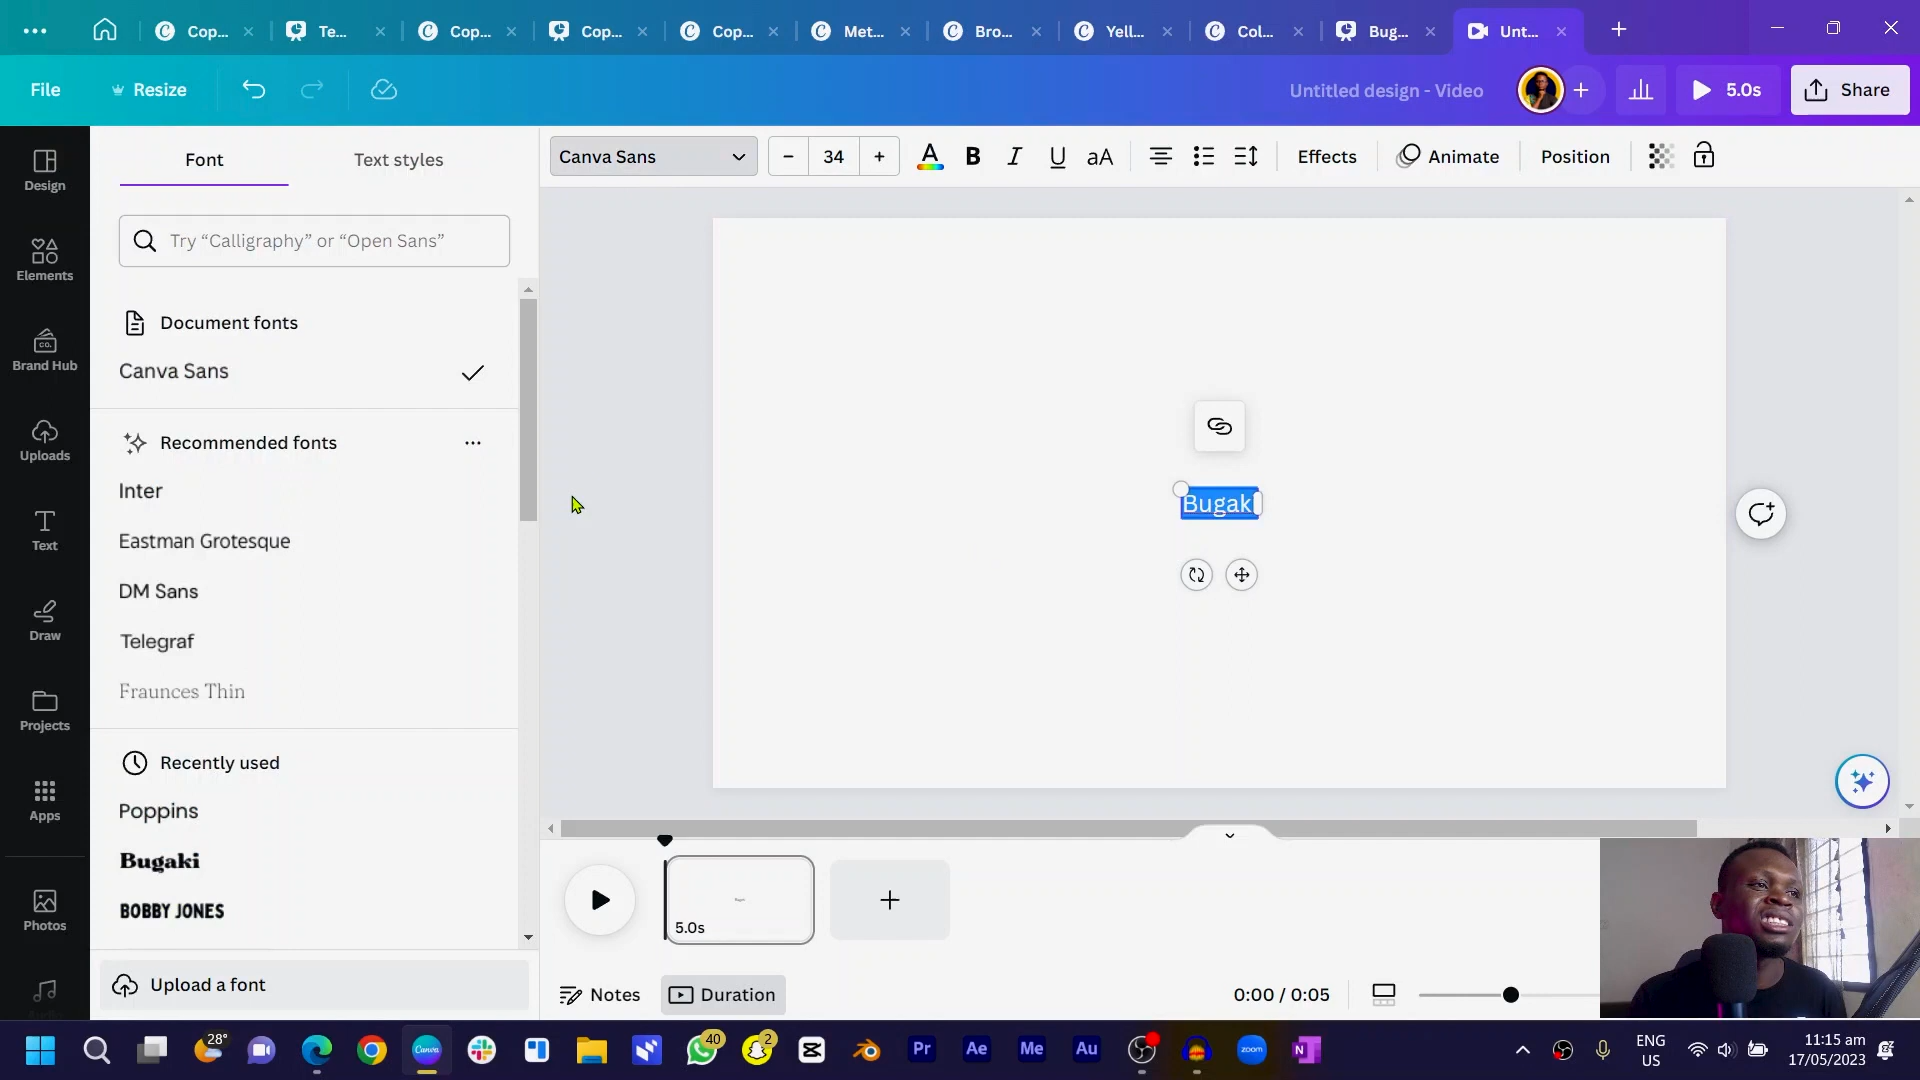 Cop...
Te...
Cop...
Cop...
Cop...
Met...
Bro...
Yell...
Col...
Bug...
Unt...
File
Resize
Untitled design - Video
5.0s
Share
Design
Elements
Brand Hub
CO.
Uploads
Text
Draw
Projects
Apps
Photos
Font
Text styles
Try “Calligraphy” or “Open Sans”
Document fonts
Canva Sans
Recommended fonts
Inter
Eastman Grotesque
DM Sans
Telegraf
Fraunces Thin
Recently used
Poppins
Bugaki
BOBBY JONES
Upload a font
Canva Sans
34
A
B
I
U
aA
Effects
Animate
Position
Bugaki
5.0s
Notes
Duration
0:00 / 0:05
28°
Canva
40
2
Pr
Ae
Me
Au
zoom
N
ENG
US
11:15 am
17/05/2023